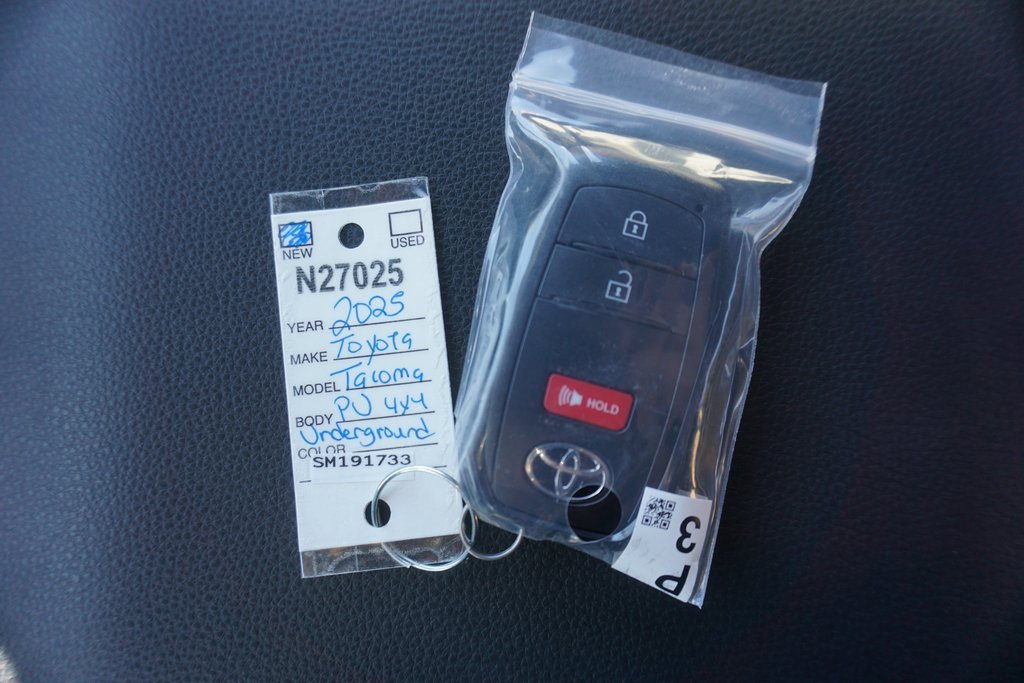 NEW
USED
N27025
YEAR 2025
MAKE Toyota
MODEL Tacoma
BODY PU 4x4
Underground
COLOR
SM191733
HOLD
3
P